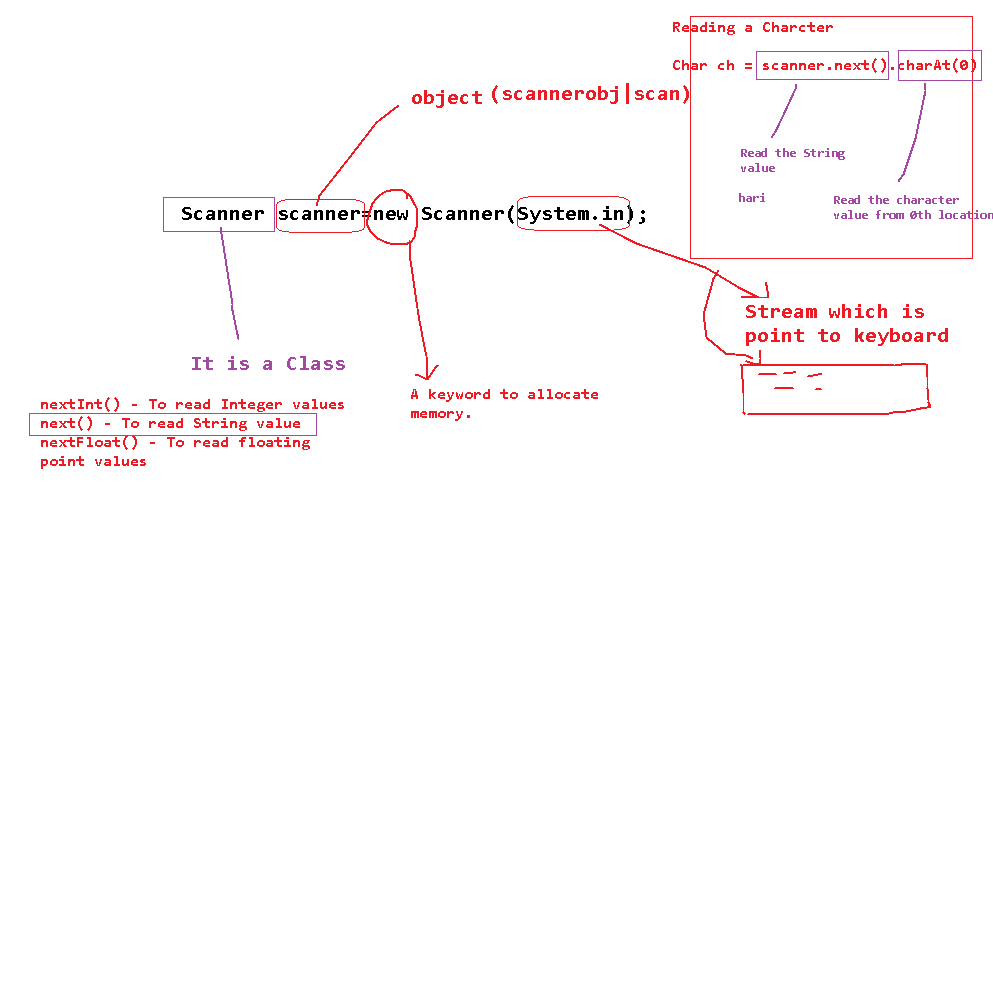 Reading a Charcter
Char ch = scanner.next().charAt(0)
object (scannerobj|scan)
Read the String
value
hari
Read the character
value from 0th location
Scanner scanner=new Scanner(System.in);
Stream which is
point to keyboard
It is a Class
A keyword to allocate
memory.
nextInt() - To read Integer values
next() - To read String value
nextFloat() - To read floating
point values